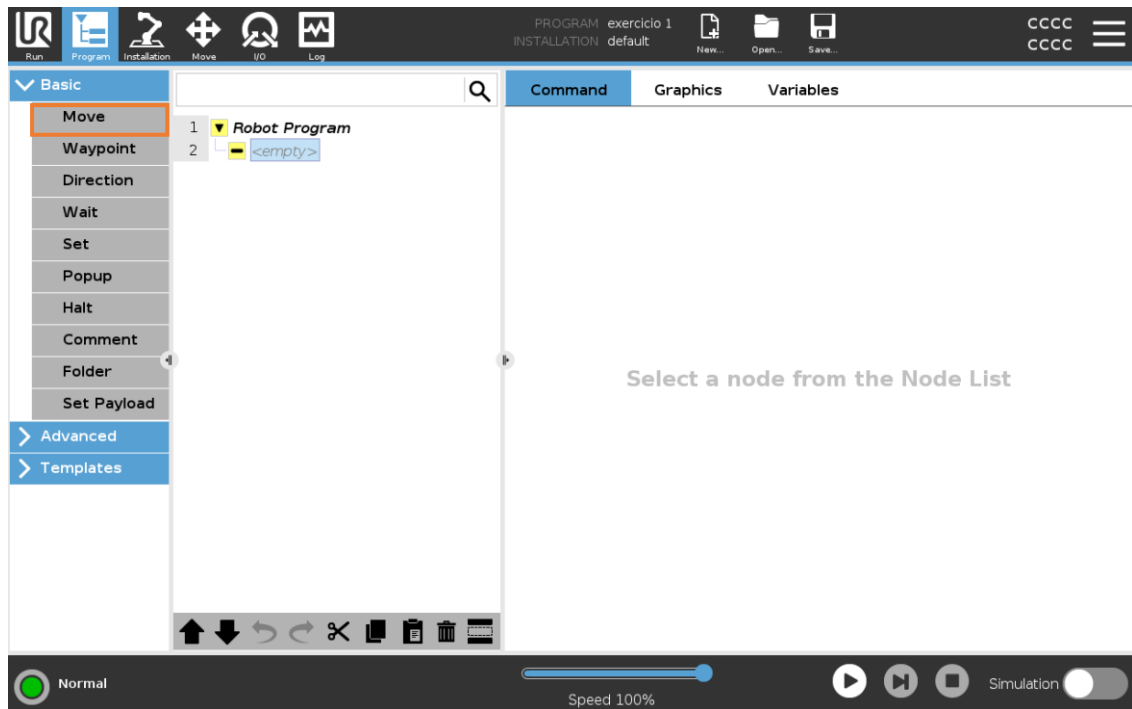 PROGRAM exercicio 1
INSTALLATION default
CCCC
CCCC
Run Program Installation Move I/O Log New... Open... Save...
Basic
Move
Waypoint
Direction
Wait
Set
Popup
Halt
Comment
Folder
Set Payload
Advanced
Templates
1 Robot Program
2 <empty>
Command Graphics Variables
Select a node from the Node List
Normal
Speed 100%
Simulation